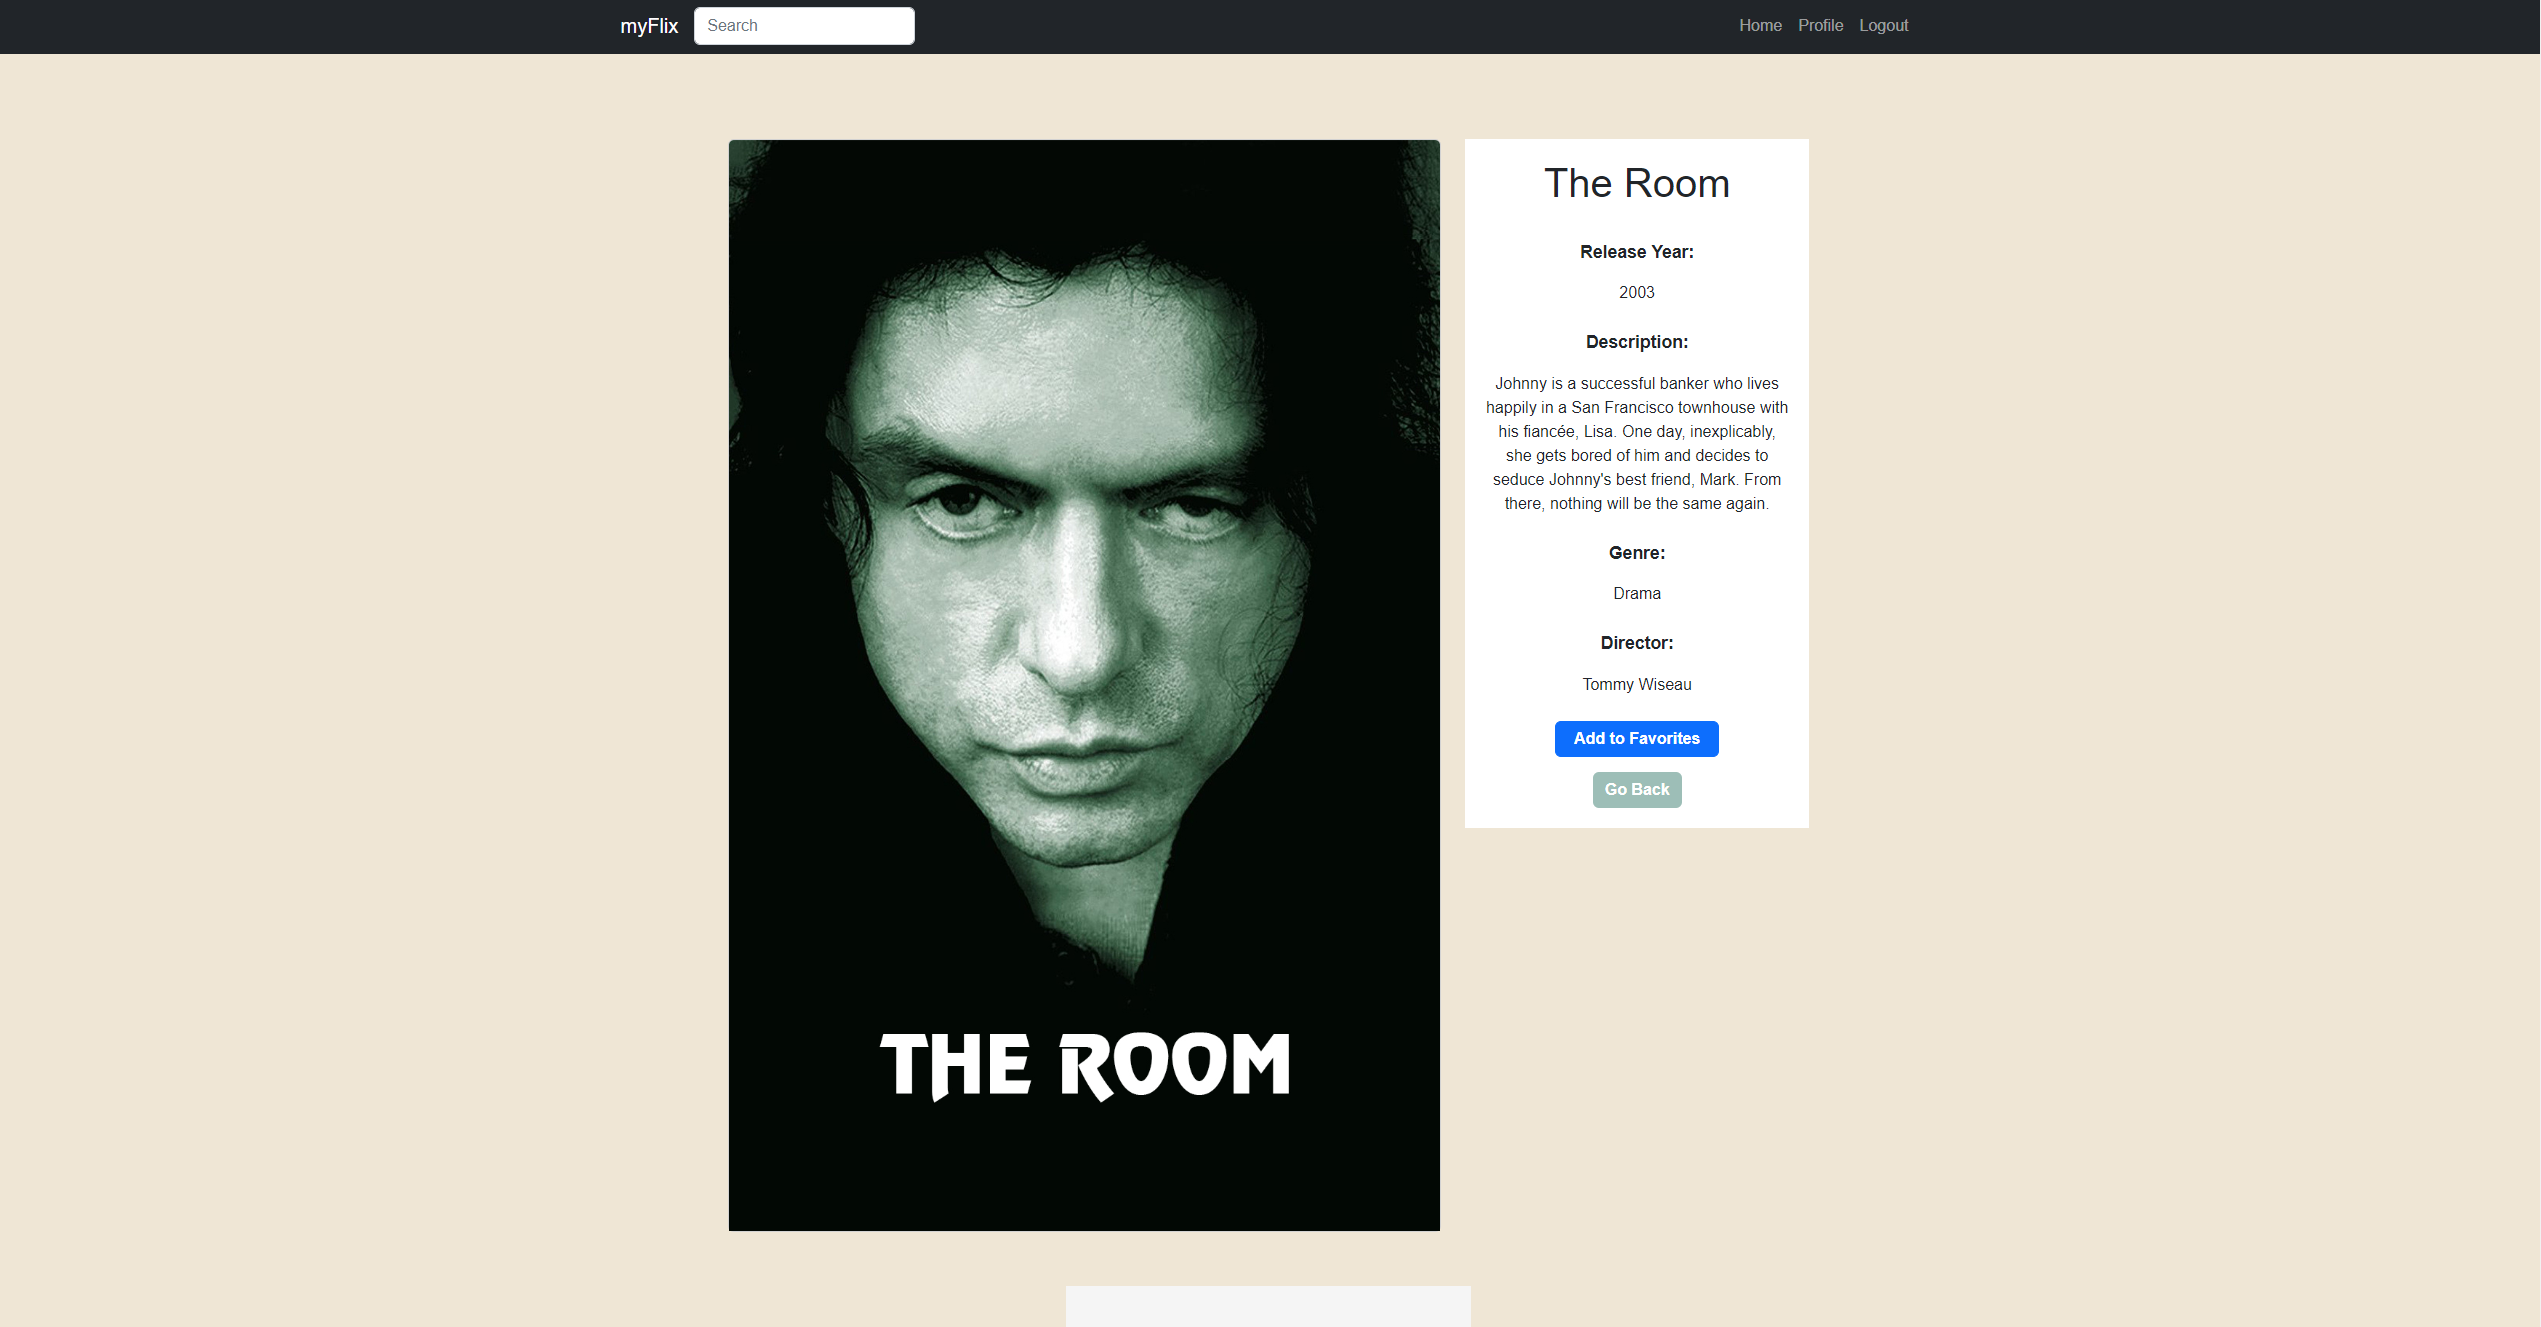 myFlix
Search
Home
Profile
Logout
THE ROOM
The Room
Release Year:
2003
Description:
Johnny is a successful banker who lives
happily in a San Francisco townhouse with
his fiancée, Lisa. One day, inexplicably,
she gets bored of him and decides to
seduce Johnny's best friend, Mark. From
there, nothing will be the same again.
Genre:
Drama
Director:
Tommy Wiseau
Add to Favorites
Go Back